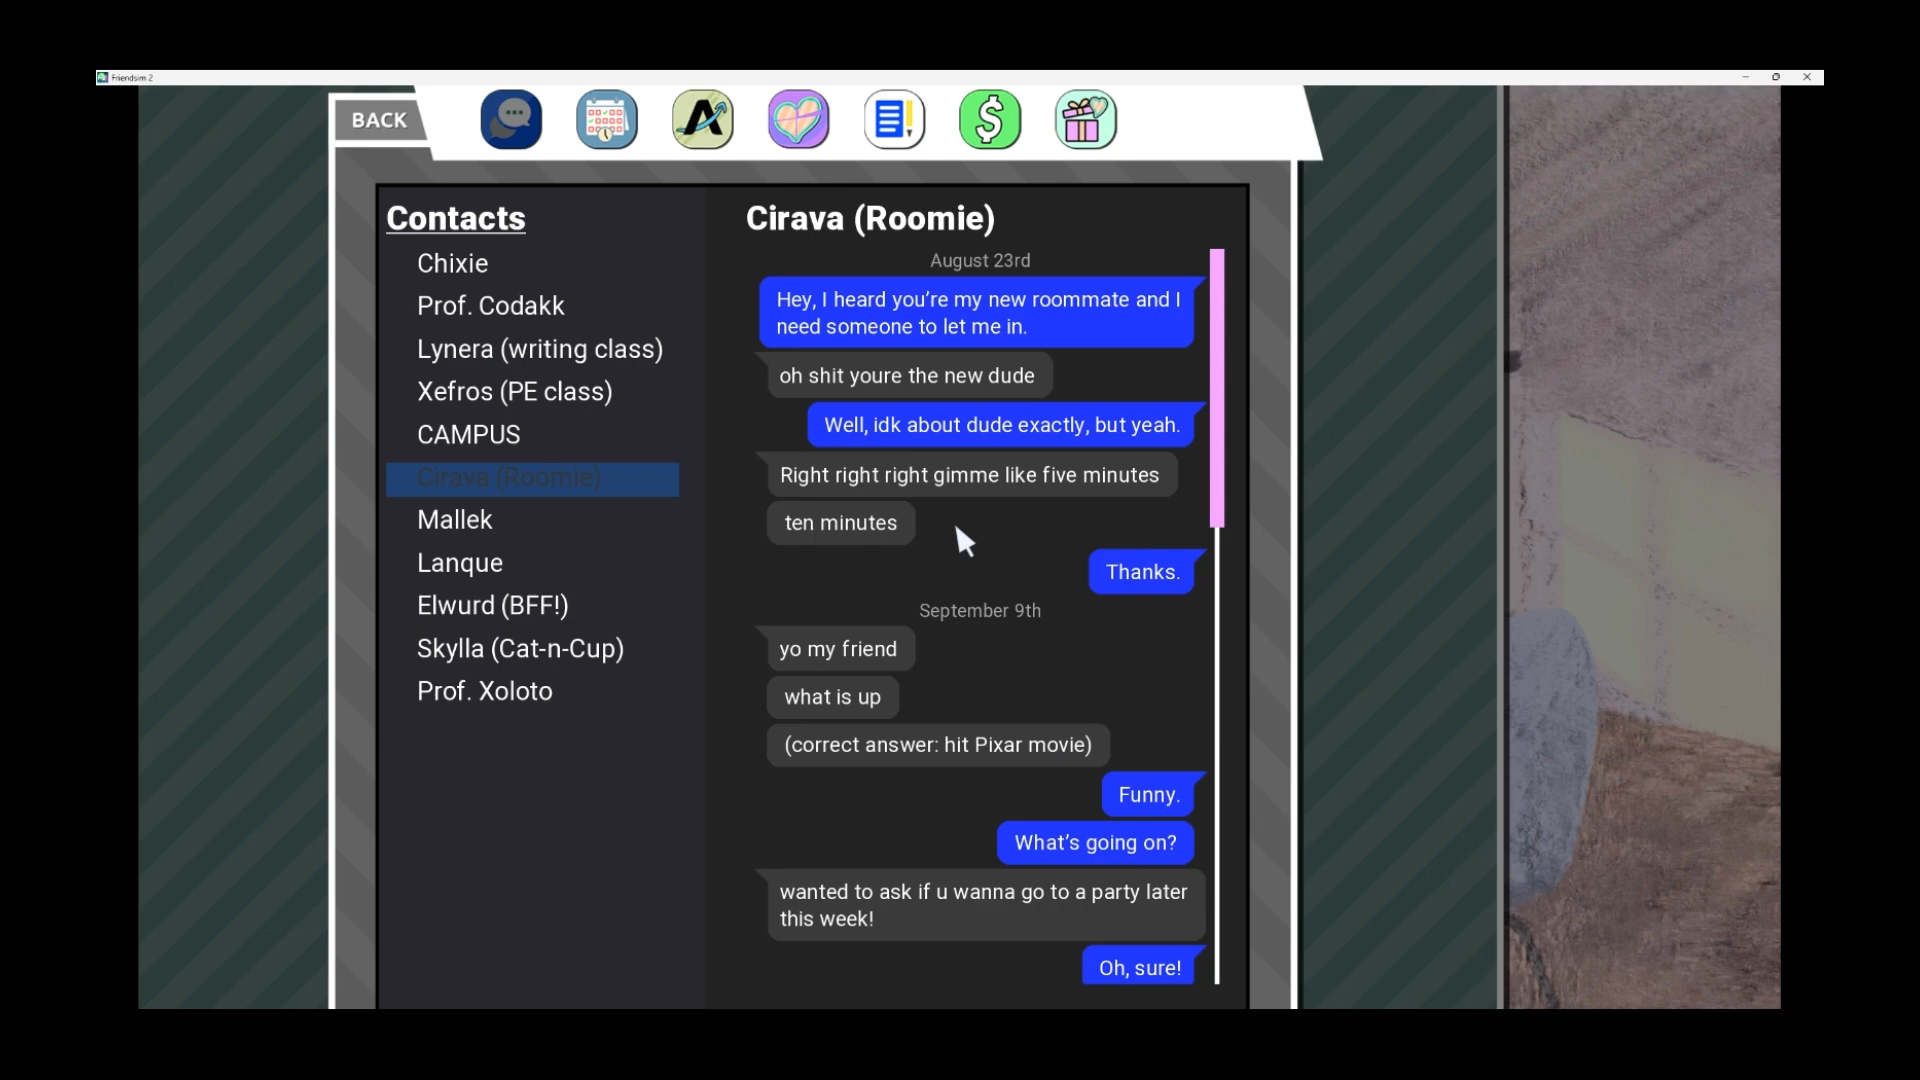 Friendsim 2
BACK
Contacts
Chixie
Prof. Codakk
Lynera (writing class)
Xefros (PE class)
CAMPUS
Cirava (Roomie)
Mallek
Lanque
Elwurd (BFF!)
Skylla (Cat-n-Cup)
Prof. Xoloto
Cirava (Roomie)
August 23rd
Hey, I heard you're my new roommate and I
need someone to let me in.
oh shit youre the new dude
Well, idk about dude exactly, but yeah.
Right right right gimme like five minutes
ten minutes
Thanks.
September 9th
yo my friend
what is up
(correct answer: hit Pixar movie)
Funny.
What's going on?
wanted to ask if u wanna go to a party later
this week!
Oh, sure!